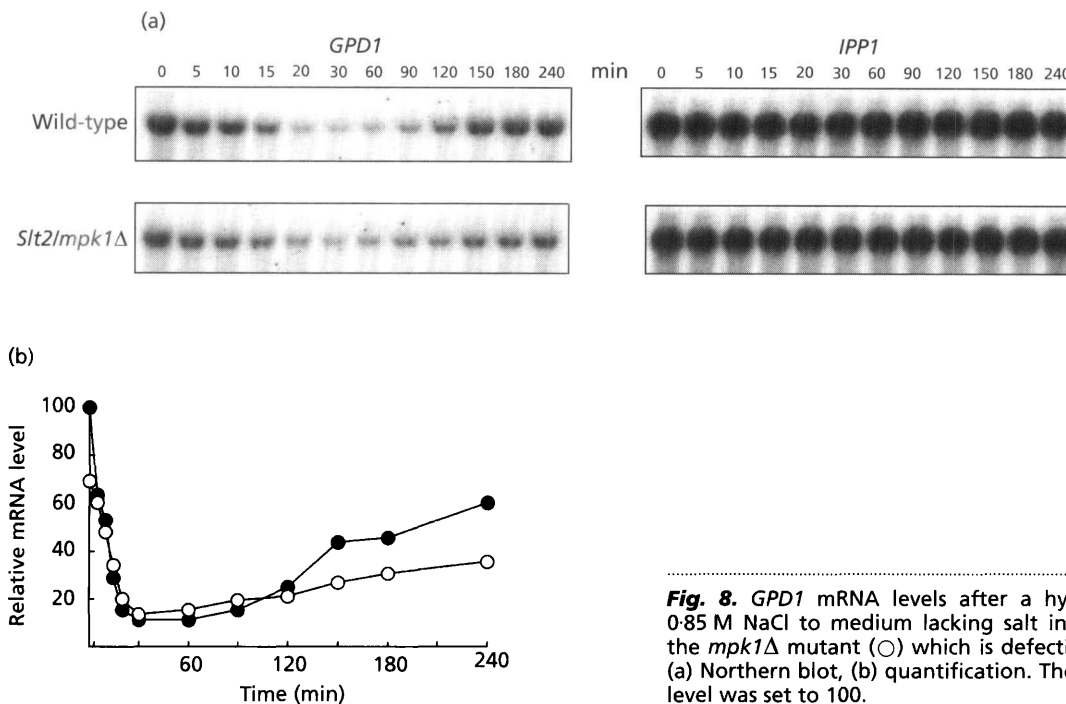 (a)
GPD1 IPP1
0 5 10 15 20 30 60 90 120 150 180 240 min 0 5 10 15 20 30 60 90 120 150 180 240
Wild-type
Slt2/mpk1Δ
(b)
Relative mRNA level
100
80
60
40
20
60 120 180 240
Time (min)
Fig. 8. GPD1 mRNA levels after a hy
0·85 M NaCl to medium lacking salt in
the mpk1Δ mutant (○) which is defecti
(a) Northern blot, (b) quantification. The
level was set to 100.